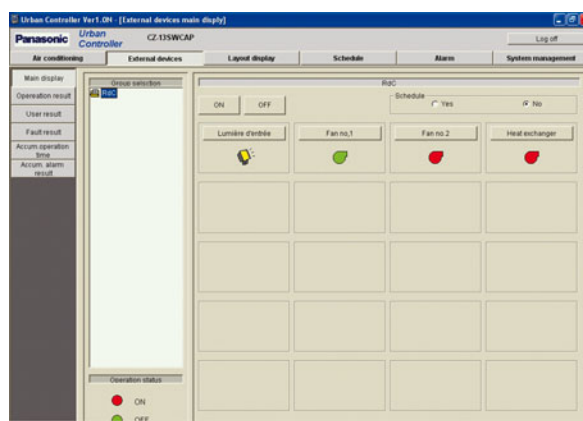 Urban Controller Ver1.0N - [External devices main disply]
Panasonic Urban Controller CZ-13SWCAP Log off
Air conditioning External devices Layout display Schedule Alarm System management
Main display
Opereation result
User result
Fault result
Accum.operation time
Accum. alarm result
Group selection
RdC
RdC
ON OFF Schedule Yes No
Lumière d'entrée Fan no,1 Fan no.2 Heat exchanger
Operation status
ON
OFF